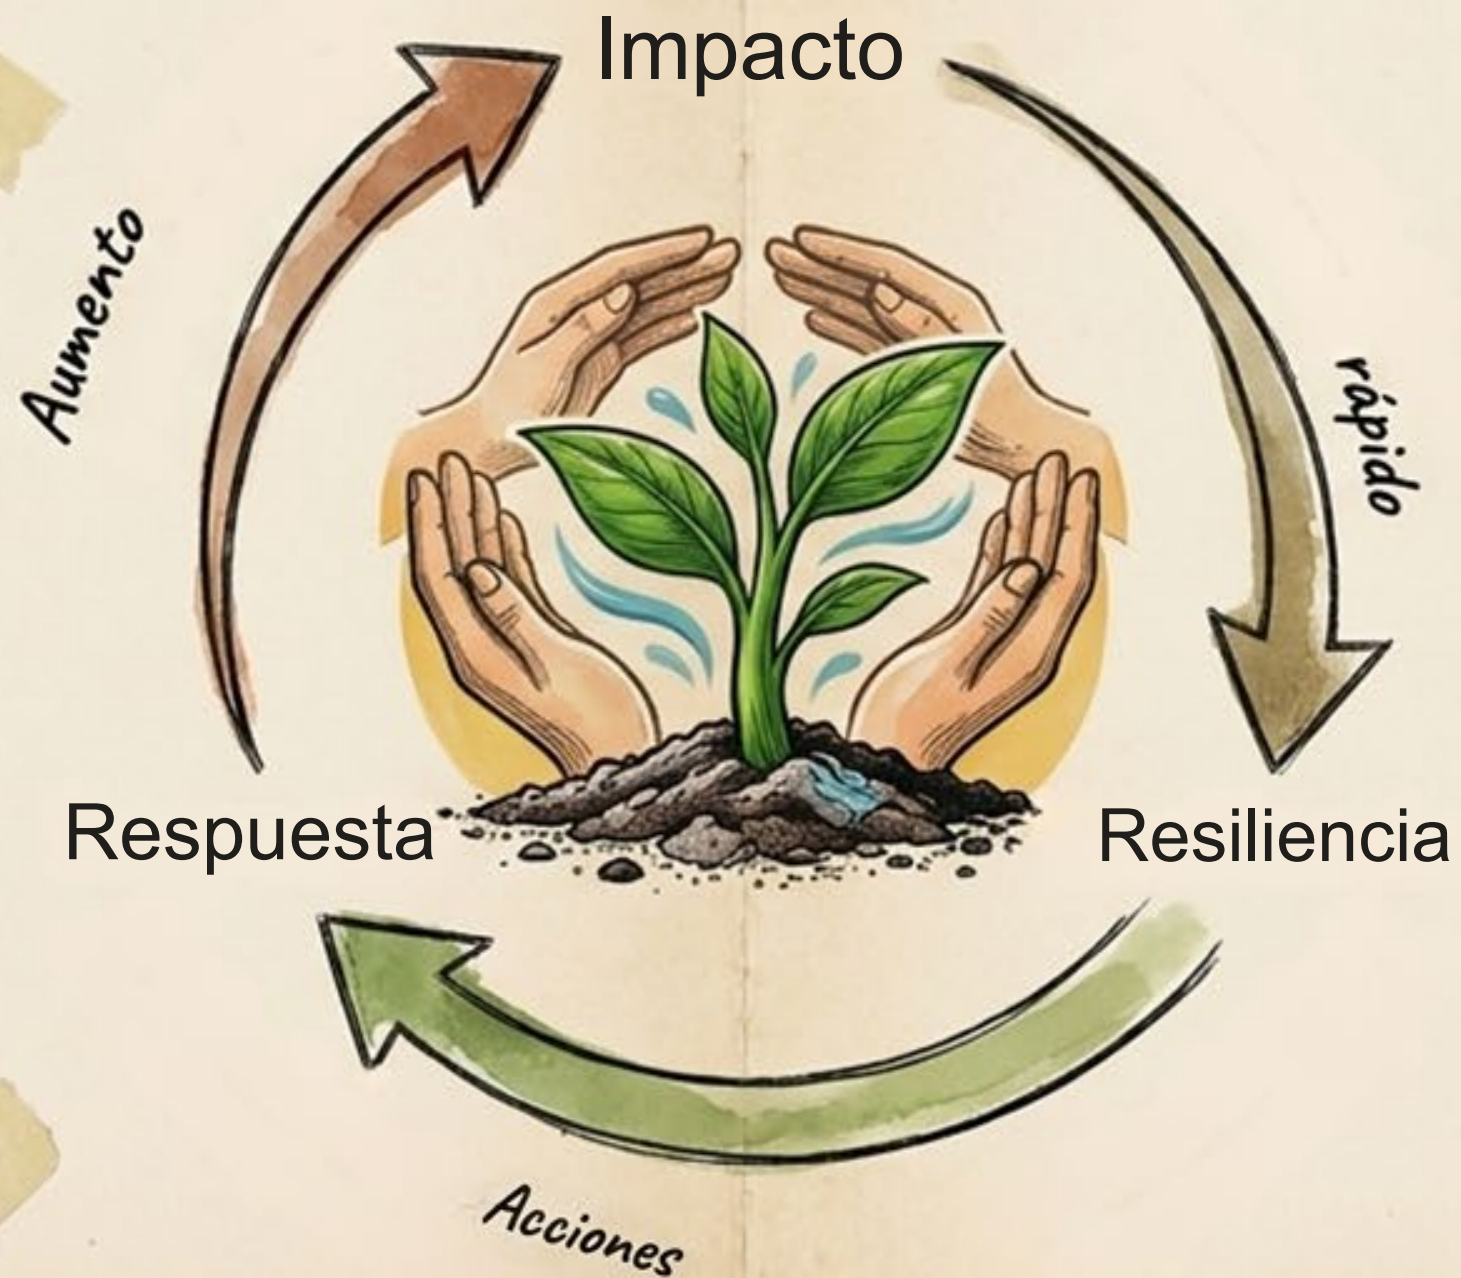 Impacto
Aumento
rápido
Respuesta
Resiliencia
Acciones